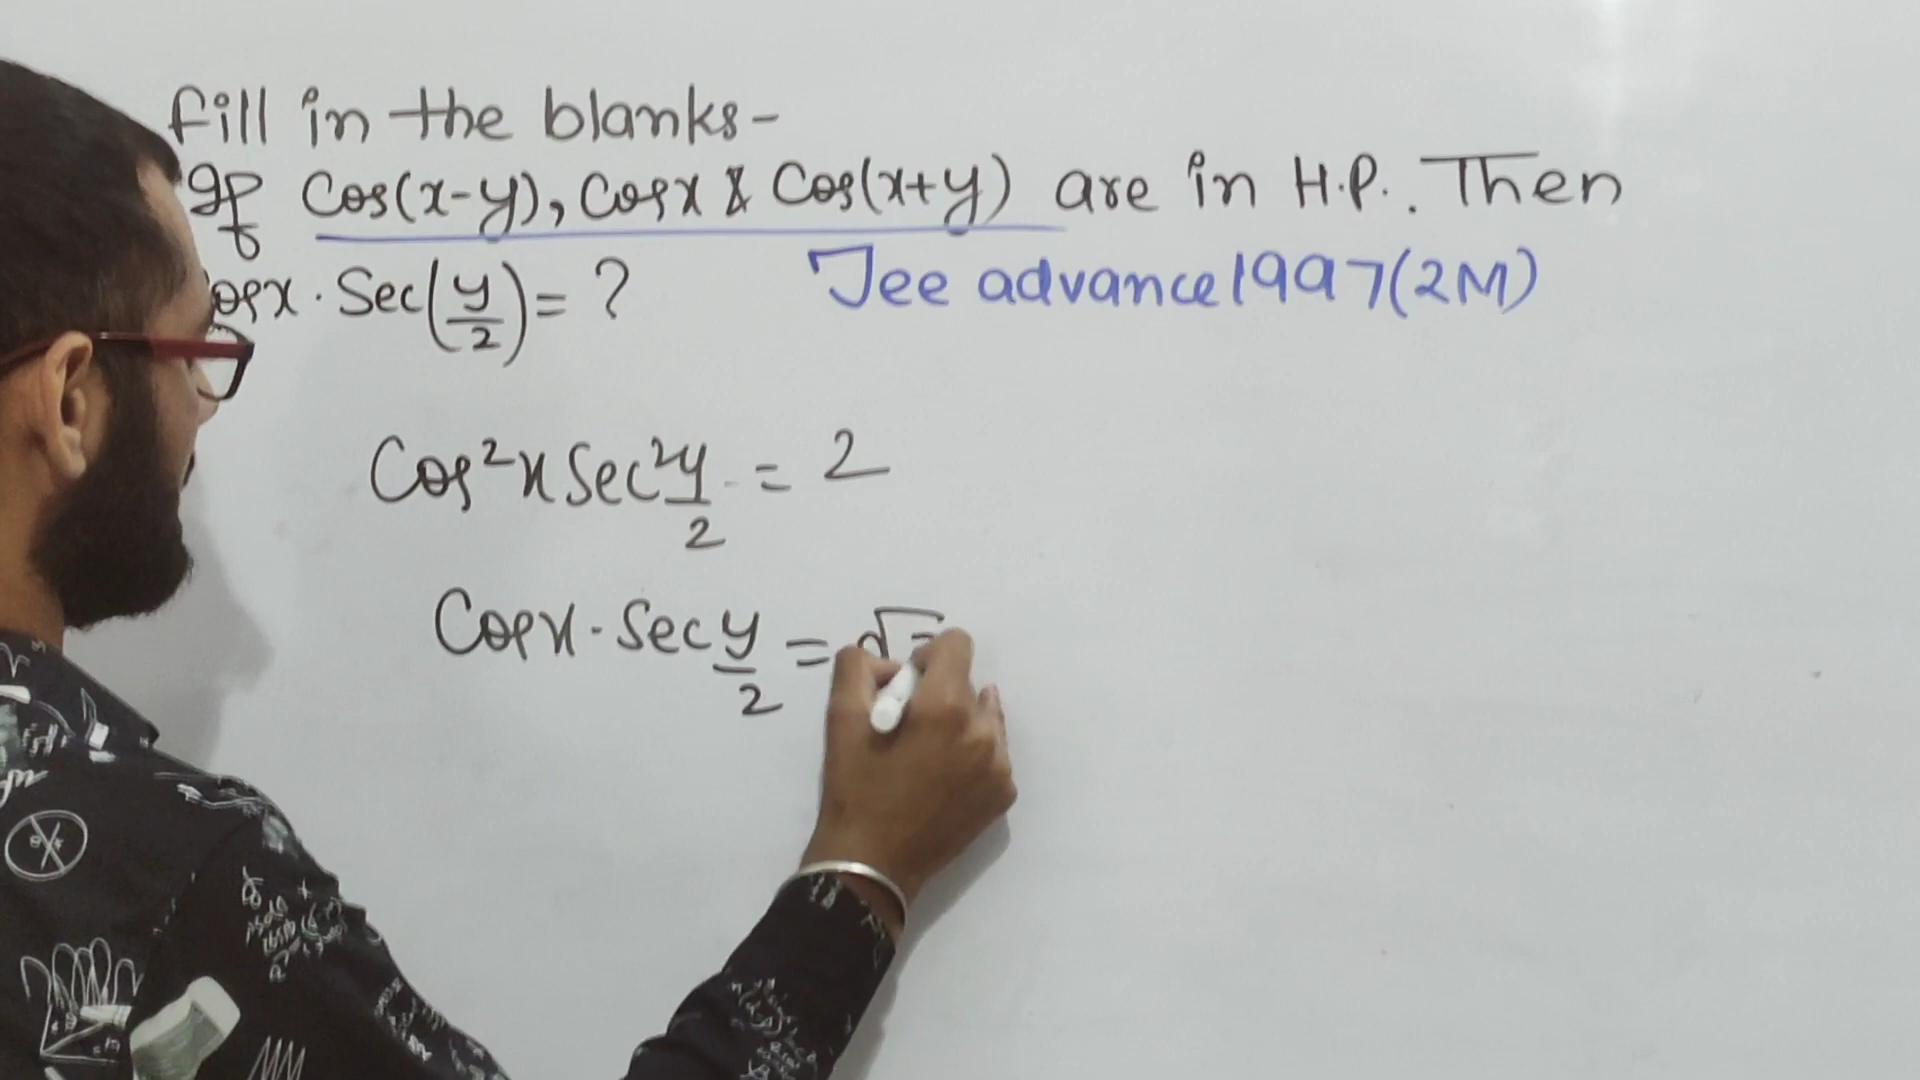 Fill in the blanks-
If Cos(x-y), Cosx & Cos(x+y) are in H.P. . Then
Cosx . Sec(y/2) = ?
Jee advance 1997(2M)
Cos²x Sec²y/2 = 2
Cosx . Sec y/2 = √